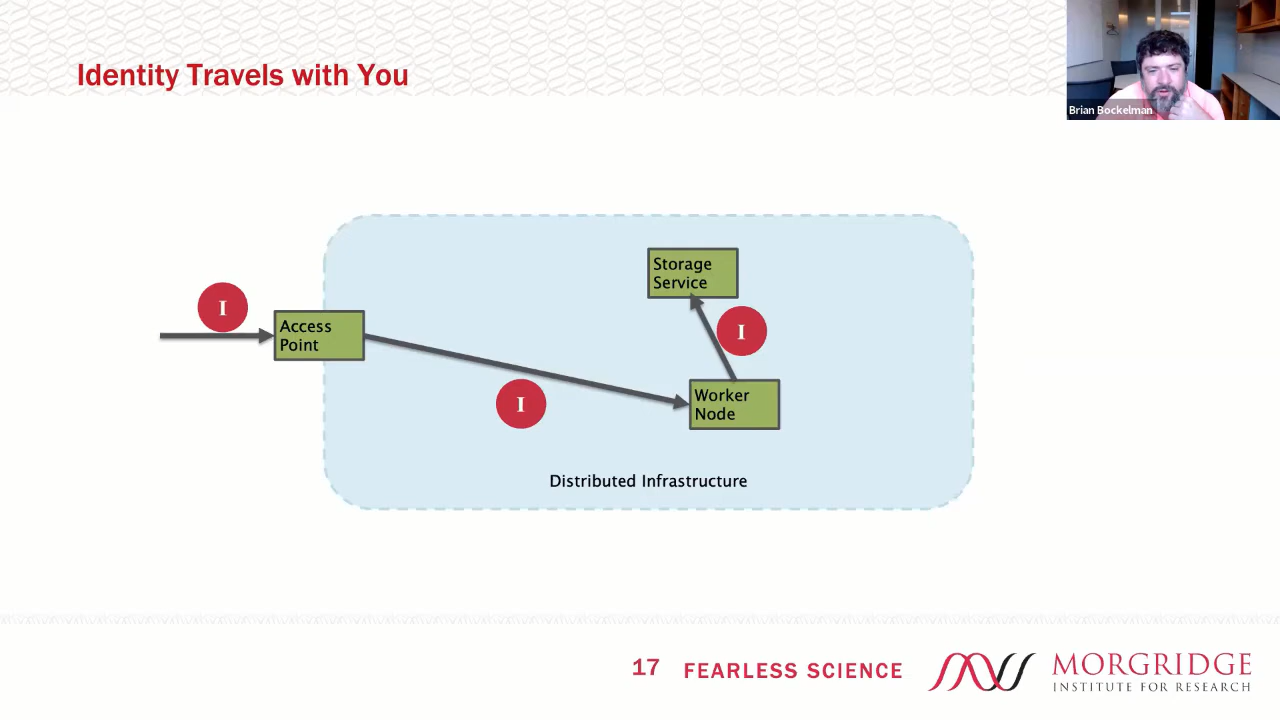 Identity Travels with You
Brian Bockelman
Storage
Service
I
Access
Point
I
I
Worker
Node
Distributed Infrastructure
17 FEARLESS SCIENCE
MORGRIDGE
INSTITUTE FOR RESEARCH